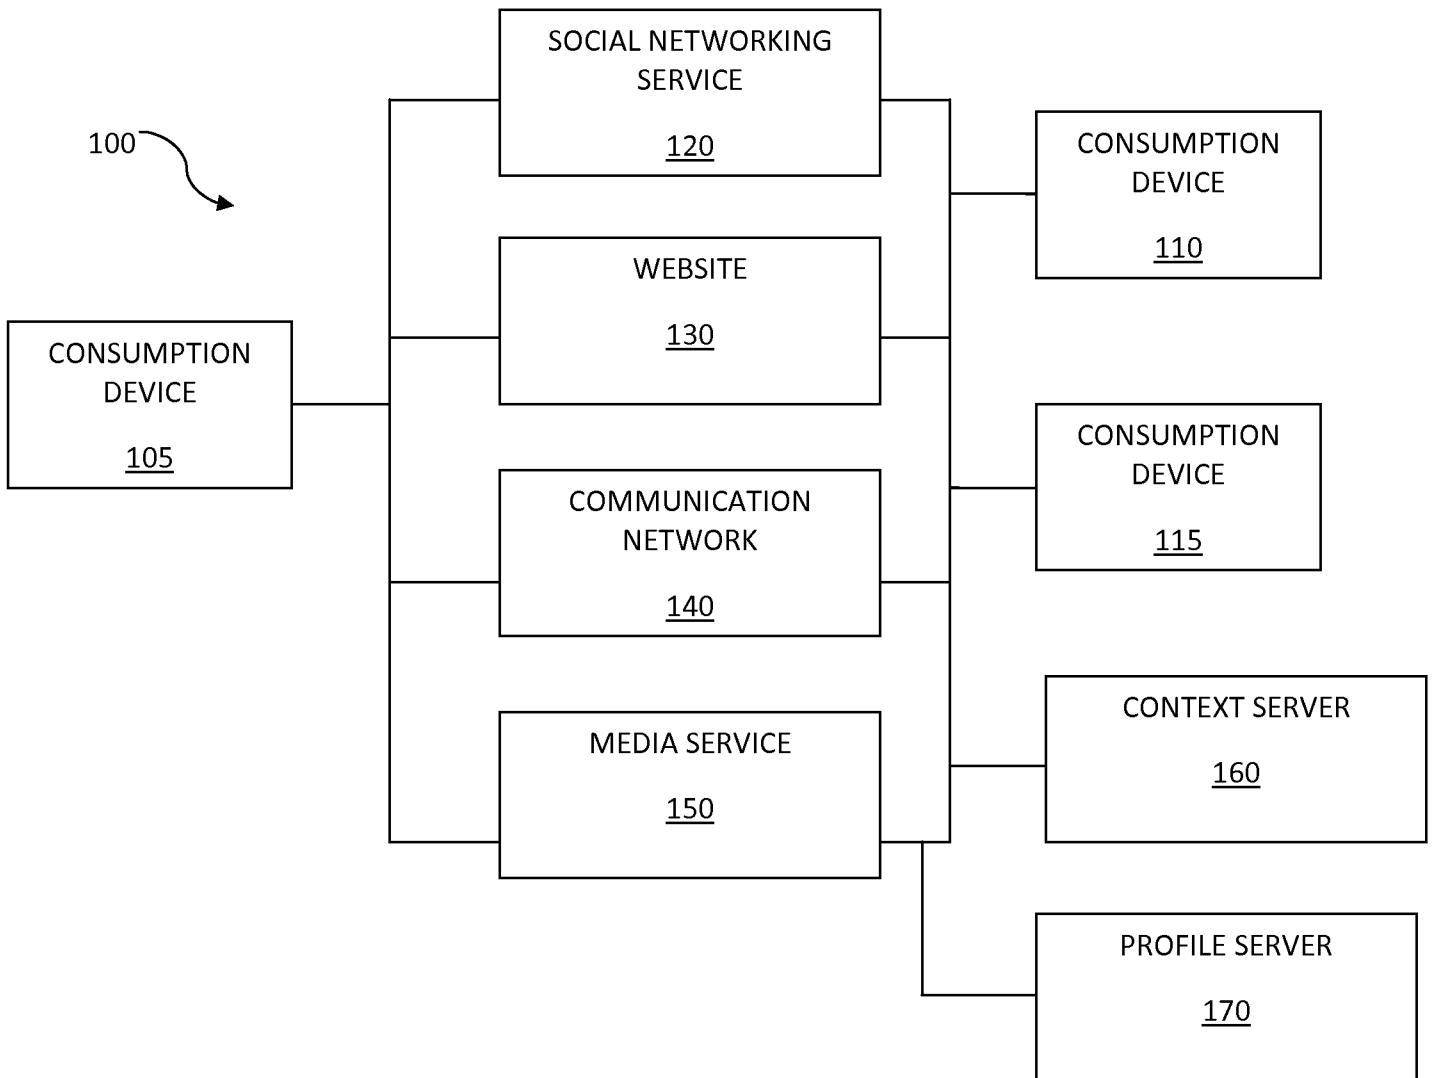 100
CONSUMPTION
DEVICE
105
SOCIAL NETWORKING
SERVICE
120
WEBSITE
130
COMMUNICATION
NETWORK
140
MEDIA SERVICE
150
CONSUMPTION
DEVICE
110
CONSUMPTION
DEVICE
115
CONTEXT SERVER
160
PROFILE SERVER
170